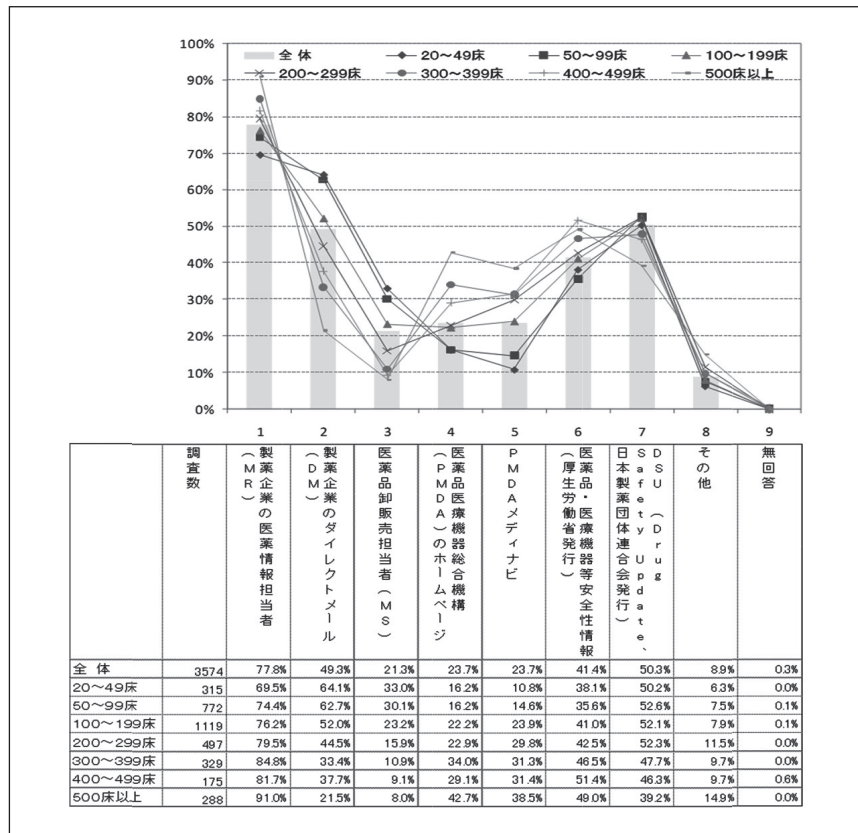 100%
90%
80%
70%
60%
50%
40%
30%
20%
10%
0%
全 体 20～49床 50～99床 100～199床
200～299床 300～399床 400～499床 500床以上
1 2 3 4 5 6 7 8 9
調査数
製薬企業の医薬情報担当者
（MR）
製薬企業のダイレクトメール
（DM）
医薬品卸販売担当者（MS）
医薬品医療機器総合機構
（PMDA）のホームページ
PMDAメディナビ
医薬品・医療機器等安全性情報
（厚生労働省発行）
DSU（Drug
Safety Update、
日本製薬団体連合会発行）
その他
無回答
全 体 3574 77.8% 49.3% 21.3% 23.7% 23.7% 41.4% 50.3% 8.9% 0.3%
20～49床 315 69.5% 64.1% 33.0% 16.2% 10.8% 38.1% 50.2% 6.3% 0.0%
50～99床 772 74.4% 62.7% 30.1% 16.2% 14.6% 35.6% 52.6% 7.5% 0.1%
100～199床 1119 76.2% 52.0% 23.2% 22.2% 23.9% 41.0% 52.1% 7.9% 0.1%
200～299床 497 79.5% 44.5% 15.9% 22.9% 29.8% 42.5% 52.3% 11.5% 0.0%
300～399床 329 84.8% 33.4% 10.9% 34.0% 31.3% 46.5% 47.7% 9.7% 0.0%
400～499床 175 81.7% 37.7% 9.1% 29.1% 31.4% 51.4% 46.3% 9.7% 0.6%
500床以上 288 91.0% 21.5% 8.0% 42.7% 38.5% 49.0% 39.2% 14.9% 0.0%